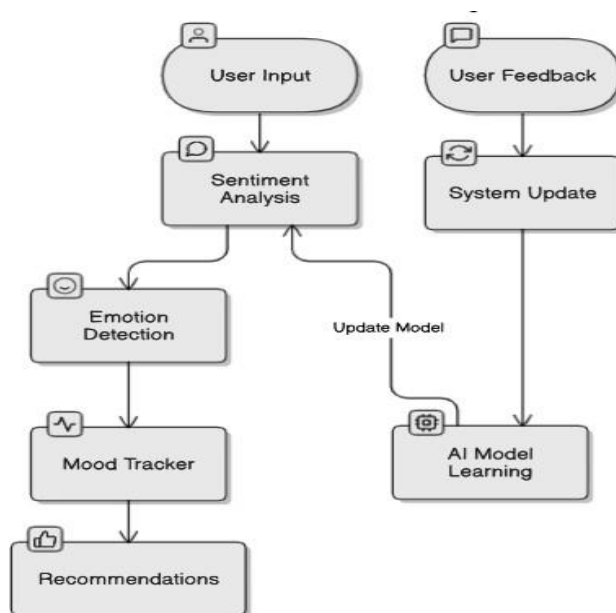 User Input
User Feedback
Sentiment
Analysis
System Update
Emotion
Detection
Update Model
Mood Tracker
AI Model
Learning
Recommendations